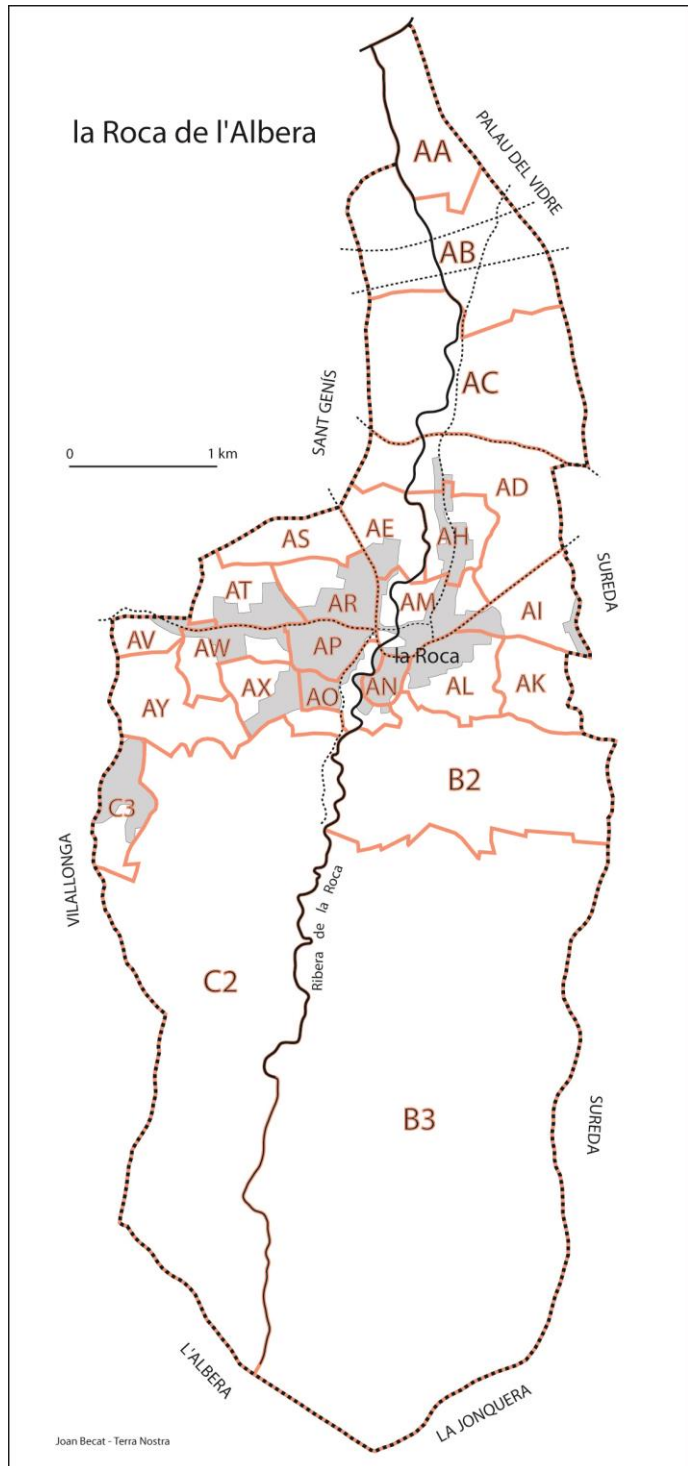 la Roca de l'Albera
PALAU DEL VIDRE
AA
AB
SANT GENÍS
AC
0 1 km
AD
AS
AE
AH
SUREDA
AT
AR
AM
AI
AV
AW
AP
la Roca
AY
AX
AO
AN
AL
AK
B2
C3
VILALLONGA
Ribera de la Roca
C2
B3
SUREDA
L'ALBERA
LA JONQUERA
Joan Becat - Terra Nostra